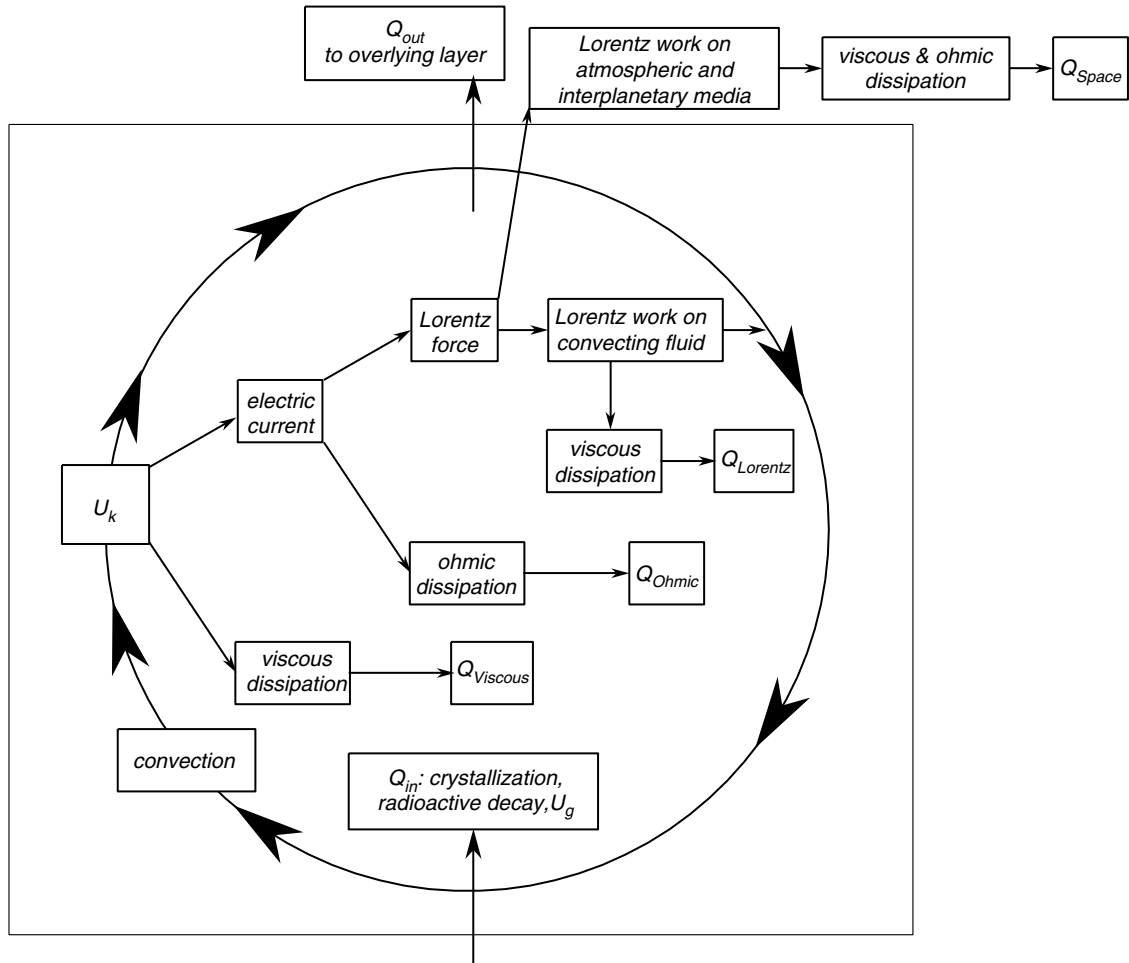 Q_out
to overlying layer
Lorentz work on
atmospheric and
interplanetary media
viscous & ohmic
dissipation
Q_Space
Lorentz
force
Lorentz work on
convecting fluid
electric
current
viscous
dissipation
Q_Lorentz
U_k
ohmic
dissipation
Q_Ohmic
viscous
dissipation
Q_Viscous
convection
Q_in: crystallization,
radioactive decay,U_g